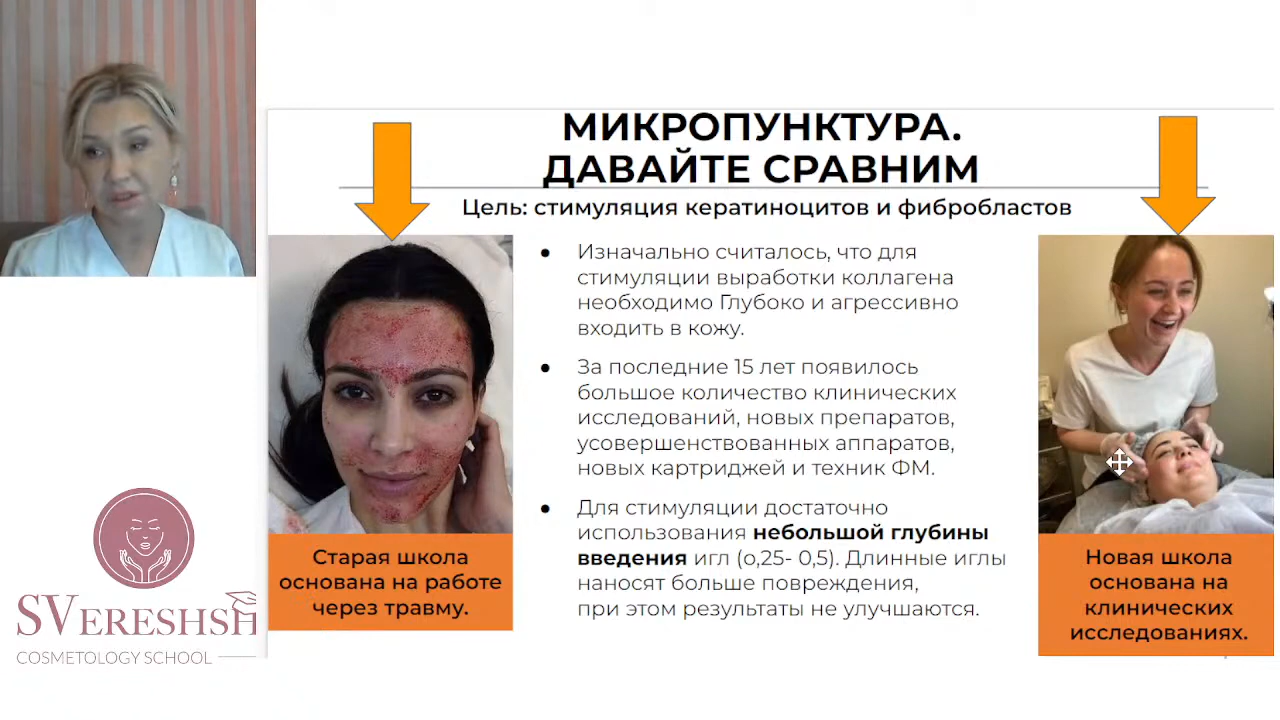 МИКРОПУНКТУРА.
ДАВАЙТЕ СРАВНИМ
Цель: стимуляция кератиноцитов и фибробластов
● Изначально считалось, что для
стимуляции выработки коллагена
необходимо Глубоко и агрессивно
входить в кожу.
● За последние 15 лет появилось
большое количество клинических
исследований, новых препаратов,
усовершенствованных аппаратов,
новых картриджей и техник ФМ.
● Для стимуляции достаточно
использования небольшой глубины
введения игл (о,25- 0,5). Длинные иглы
наносят больше повреждения,
при этом результаты не улучшаются.
Старая школа
основана на работе
через травму.
Новая школа
основана на
клинических
исследованиях.
SVERESHSH
COSMETOLOGY SCHOOL